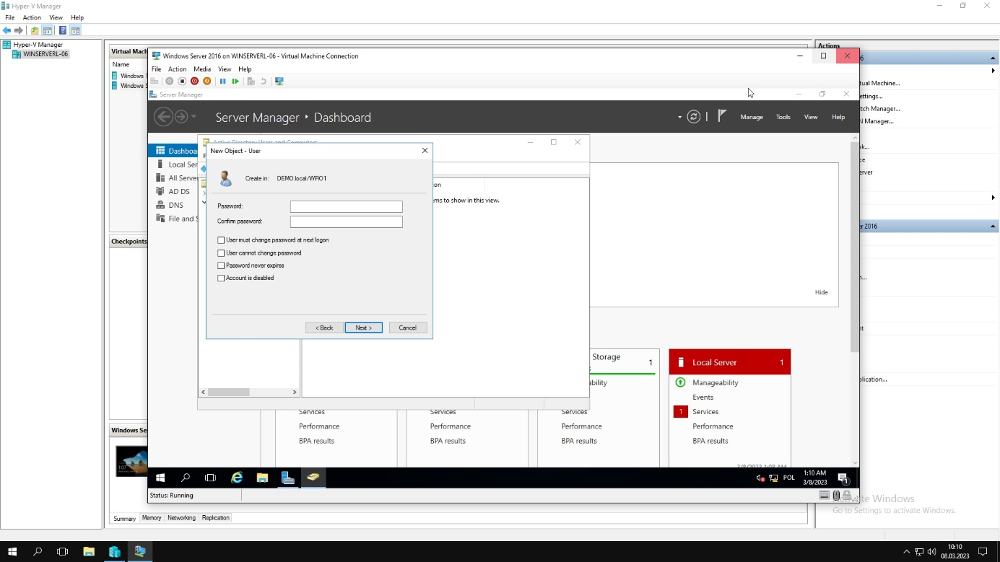 Hyper-V Manager
File Action View Help
Hyper-V Manager
WINSERVERL-06
Virtual Mach
Name
Windows 1
Windows S
Checkpoints
Windows Se
Summary Memory Networking Replication
Actions
tual Machine...
ettings...
tch Manager...
N Manager...
sk...
ce
erver
er 2016
n...
nt
plication...
Windows Server 2016 on WINSERVERL-06 - Virtual Machine Connection
File Action Media View Help
Server Manager
Server Manager ‣ Dashboard
Manage Tools View Help
Dashboa
Local Ser
All Server
AD DS
DNS
File and S
Active Directory Users and Computers
on
ms to show in this view.
New Object - User
Create in: DEMO.local/WRO1
Password:
Confirm password:
User must change password at next logon
User cannot change password
Password never expires
Account is disabled
< Back Next > Cancel
Hide
Storage 1
ability
Local Server 1
Manageability
Events
1 Services
Performance
BPA results
Services Services Services
Performance Performance Performance
BPA results BPA results BPA results
3/8/2023 1:08 AM
POL
1:10 AM
3/8/2023
1
Status: Running
Activate Windows
Go to Settings to activate Windows.
10:10
08.03.2023